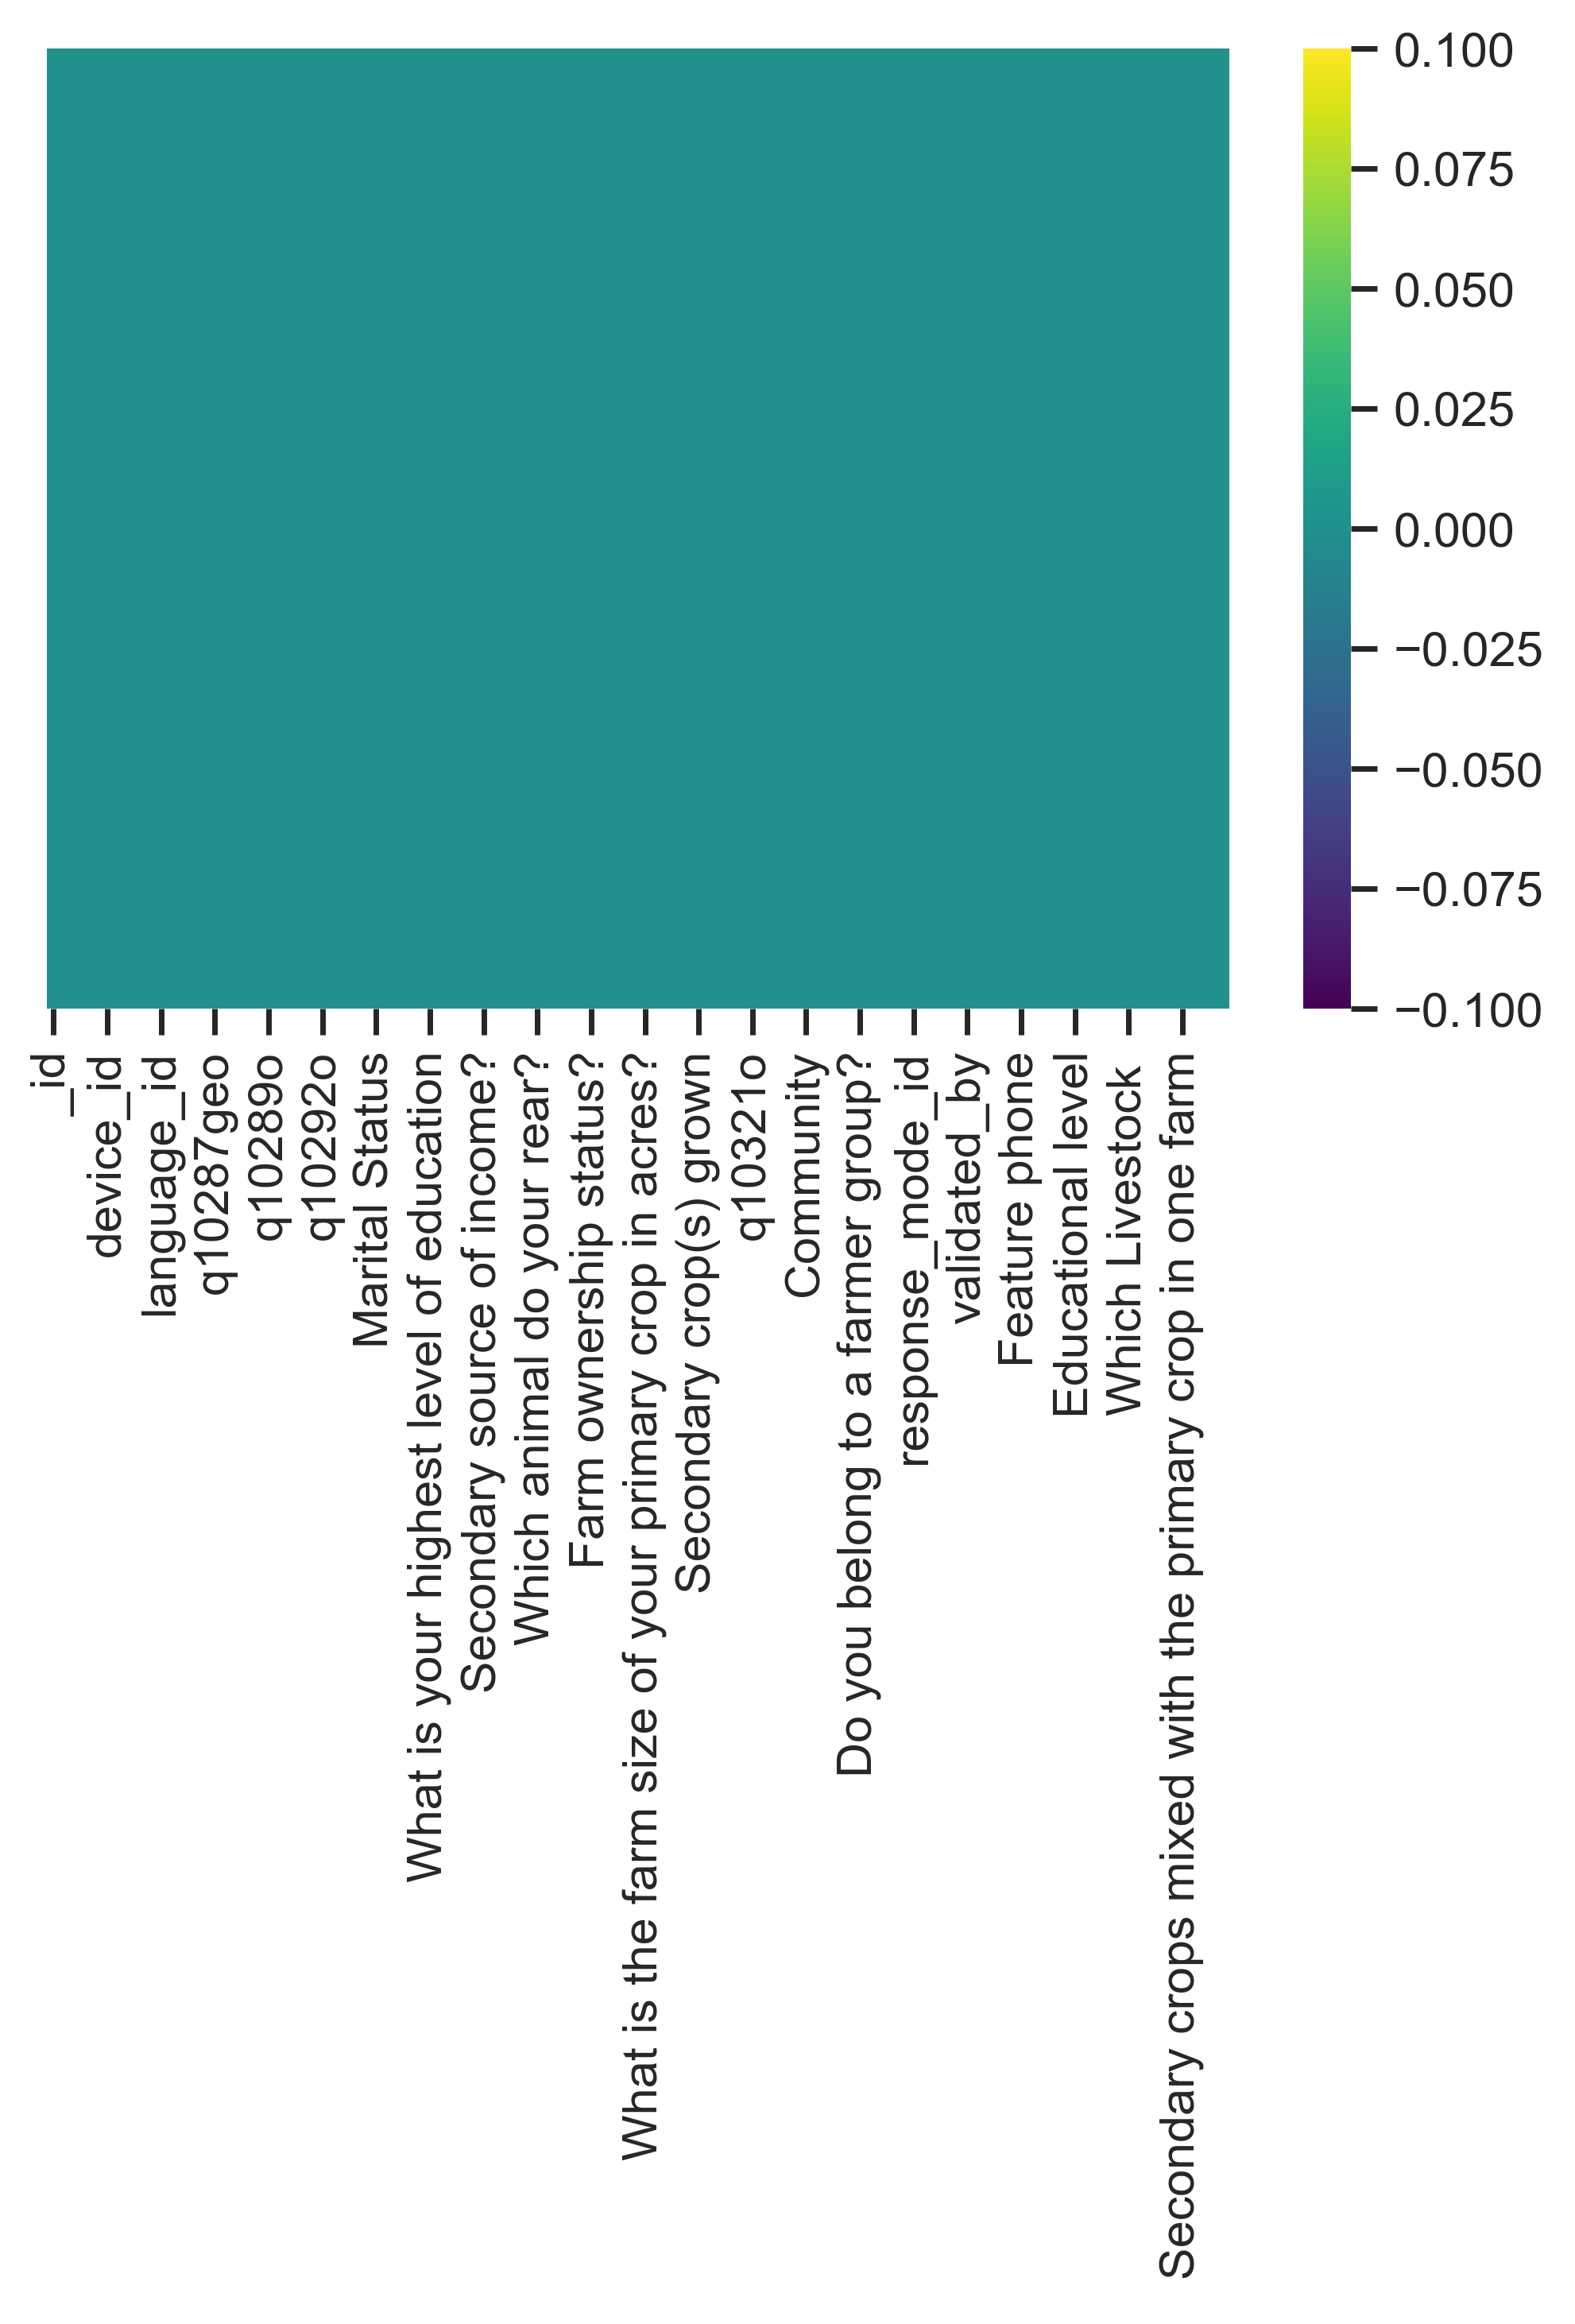 0.100
0.075
0.050
0.025
0.000
−0.025
−0.050
−0.075
−0.100
_id
device_id
language_id
q10287geo
q10289o
q10292o
Marital Status
What is your highest level of education
Secondary source of income?
Which animal do your rear?
Farm ownership status?
What is the farm size of your primary crop in acres?
Secondary crop(s) grown
q10321o
Community
Do you belong to a farmer group?
response_mode_id
validated_by
Feature phone
Educational level
Which Livestock
Secondary crops mixed with the primary crop in one farm